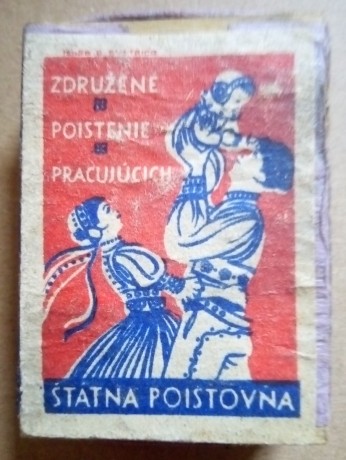 ZDRUŽENÉ
POISTENIE
PRACUJÚCICH
ŠTÁTNA POISŤOVŇA